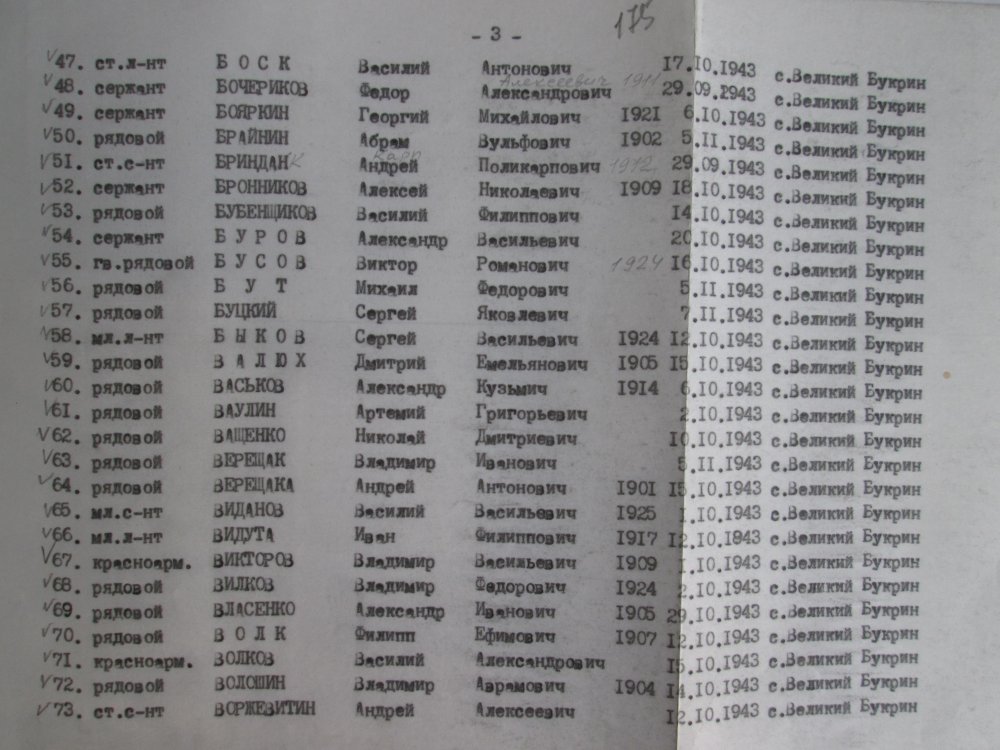 175
- 3 -
47. ст.л-нт Б О С К Василий Антонович 17.10.1943 с.Великий Букрин
Алексеевич 1911
48. сержант БОЧЕРИКОВ Федор Александрович 29.09.1943 с.Великий Букрин
49. сержант БОЯРКИН Георгий Михайлович 1921 6.10.1943 с.Великий Букрин
50. рядовой БРАЙНИН Абрам Вульфович 1902 5.11.1943 с.Великий Букрин
51. ст.с-нт БРИНДАК Андрей Поликарпович 1912 29.09.1943 с.Великий Букрин
52. сержант БРОННИКОВ Алексей Николаевич 1909 18.10.1943 с.Великий Букрин
53. рядовой БУБЕНЩИКОВ Василий Филиппович 14.10.1943 с.Великий Букрин
54. сержант Б У Р О В Александр Васильевич 20.10.1943 с.Великий Букрин
55. гв.рядовой Б У С О В Виктор Романович 1924 16.10.1943 с.Великий Букрин
56. рядовой Б У Т Михаил Федорович 5.11.1943 с.Великий Букрин
57. рядовой БУЦКИЙ Сергей Яковлевич 7.11.1943 с.Великий Букрин
58. мл.л-нт Б Ы К О В Сергей Васильевич 1924 12.10.1943 с.Великий Букрин
59. рядовой В А Л Ю Х Дмитрий Емельянович 1905 15.10.1943 с.Великий Букрин
60. рядовой ВАСЬКОВ Александр Кузьмич 1914 6.10.1943 с.Великий Букрин
61. рядовой ВАУЛИН Артемий Григорьевич 2.10.1943 с.Великий Букрин
62. рядовой ВАЩЕНКО Николай Дмитриевич 10.10.1943 с.Великий Букрин
63. рядовой ВЕРЕЩАК Владимир Иванович 5.11.1943 с.Великий Букрин
64. рядовой ВЕРЕЩАКА Андрей Антонович 1901 15.10.1943 с.Великий Букрин
65. мл.с-нт ВИДАНОВ Василий Васильевич 1925 1.10.1943 с.Великий Букрин
66. мл.л-нт ВИДУТА Иван Филиппович 1917 12.10.1943 с.Великий Букрин
67. красноарм. ВИКТОРОВ Владимир Васильевич 1909 1.10.1943 с.Великий Букрин
68. рядовой ВИЛКОВ Владимир Федорович 1924 2.10.1943 с.Великий Букрин
69. рядовой ВЛАСЕНКО Александр Иванович 1905 29.10.1943 с.Великий Букрин
70. рядовой В О Л К Филипп Ефимович 1907 12.10.1943 с.Великий Букрин
71. красноарм. ВОЛКОВ Василий Александрович 15.10.1943 с.Великий Букрин
72. рядовой ВОЛОШИН Владимир Аврамович 1904 14.10.1943 с.Великий Букрин
73. ст.с-нт ВОРЖЕВИТИН Андрей Алексеевич 12.10.1943 с.Великий Букрин